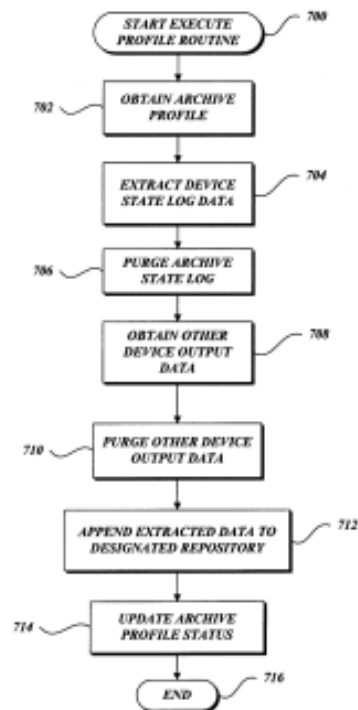 START EXECUTE
PROFILE ROUTINE
700
702
OBTAIN ARCHIVE
PROFILE
EXTRACT DEVICE
STATE LOG DATA
704
706
PURGE ARCHIVE
STATE LOG
OBTAIN OTHER
DEVICE OUTPUT
DATA
708
710
PURGE OTHER DEVICE
OUTPUT DATA
APPEND EXTRACTED DATA TO
DESIGNATED REPOSITORY
712
714
UPDATE ARCHIVE
PROFILE STATUS
END
716